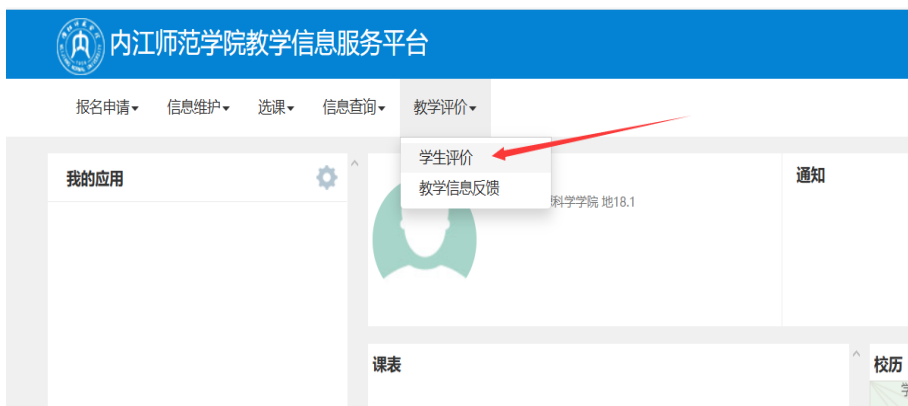 内江师范学院教学信息服务平台
报名申请 信息维护 选课 信息查询 教学评价
学生评价
教学信息反馈
我的应用
科学学院 地18.1
通知
课表
校历